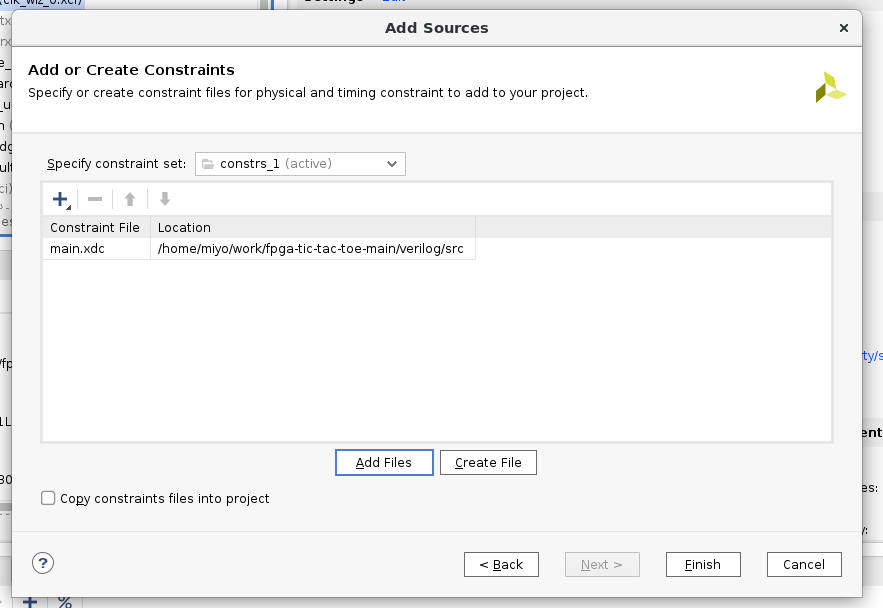 Add Sources
Add or Create Constraints
Specify or create constraint files for physical and timing constraint to add to your project.
Specify constraint set: constrs_1 (active)
Constraint File Location
main.xdc /home/miyo/work/fpga-tic-tac-toe-main/verilog/src
Add Files Create File
Copy constraints files into project
? < Back Next > Finish Cancel